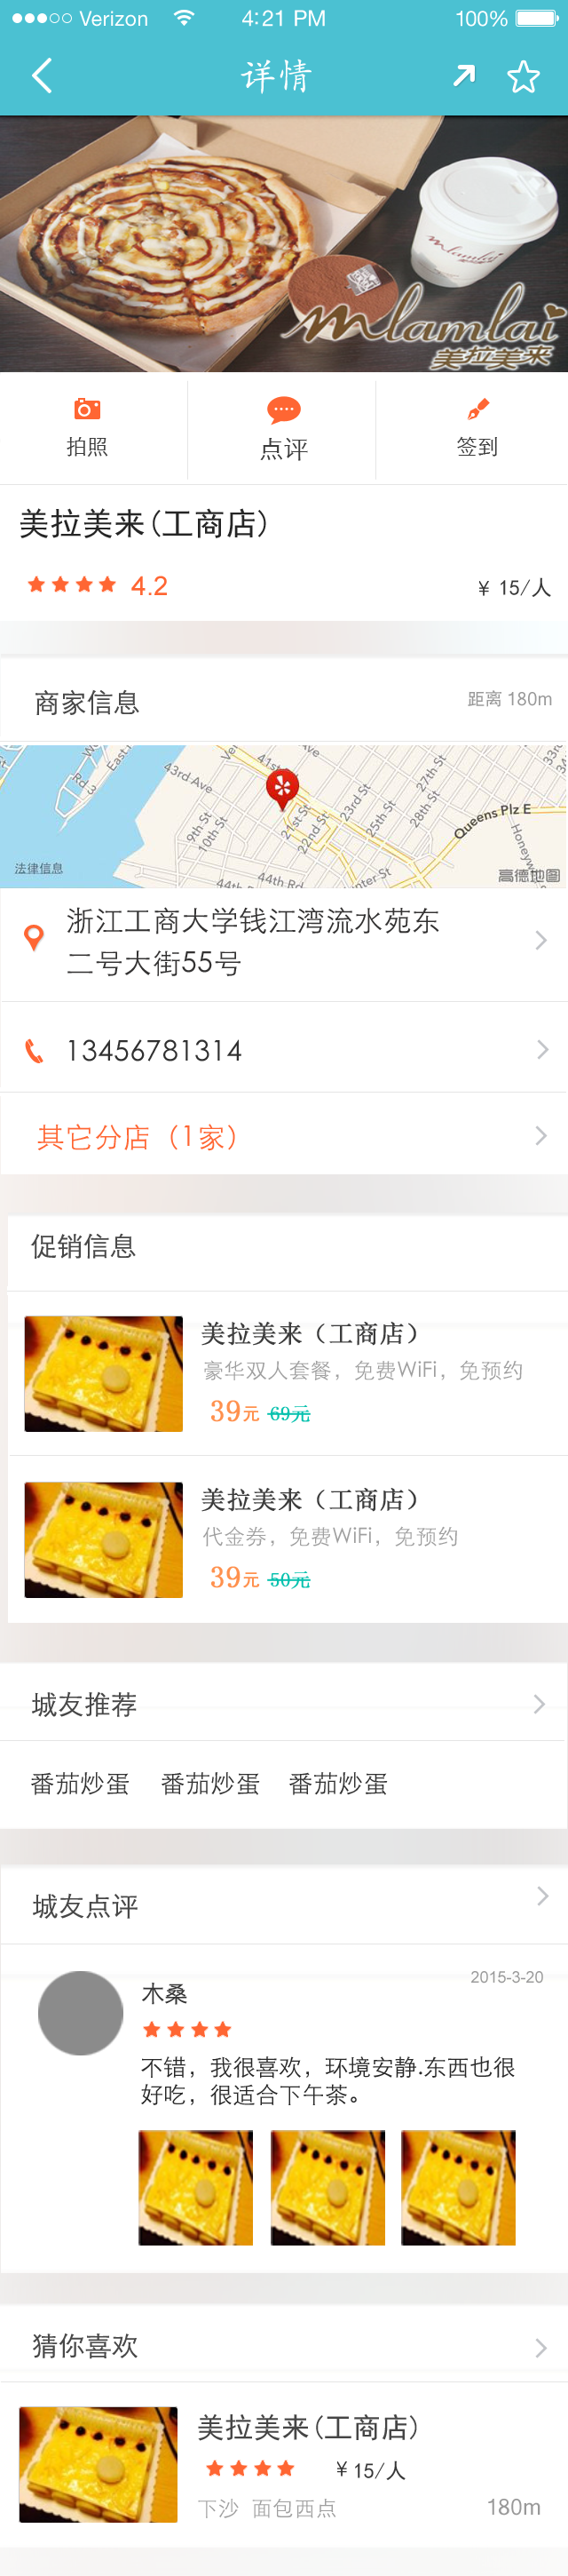 Verizon 4:21 PM 100%
详情
mlamlai
mlamlai
美拉美来
拍照 点评 签到
美拉美来(工商店)
4.2 ¥ 15/人
商家信息 距离 180m
Rd 3
East Rd
43rd Ave
41st
9th St
10th St
21st St
22nd St
23rd St
25th St
27th St
28th St
Queens Plz E
44th Rd
法律信息 高德地圖
浙江工商大学钱江湾流水苑东
二号大街55号
13456781314
其它分店（1家）
促销信息
美拉美来（工商店）
豪华双人套餐，免费WiFi，免预约
39元 69元
美拉美来（工商店）
代金券，免费WiFi，免预约
39元 50元
城友推荐
番茄炒蛋 番茄炒蛋 番茄炒蛋
城友点评
2015-3-20
木桑
不错，我很喜欢，环境安静.东西也很
好吃，很适合下午茶。
猜你喜欢
美拉美来(工商店)
¥ 15/人
下沙 面包西点 180m